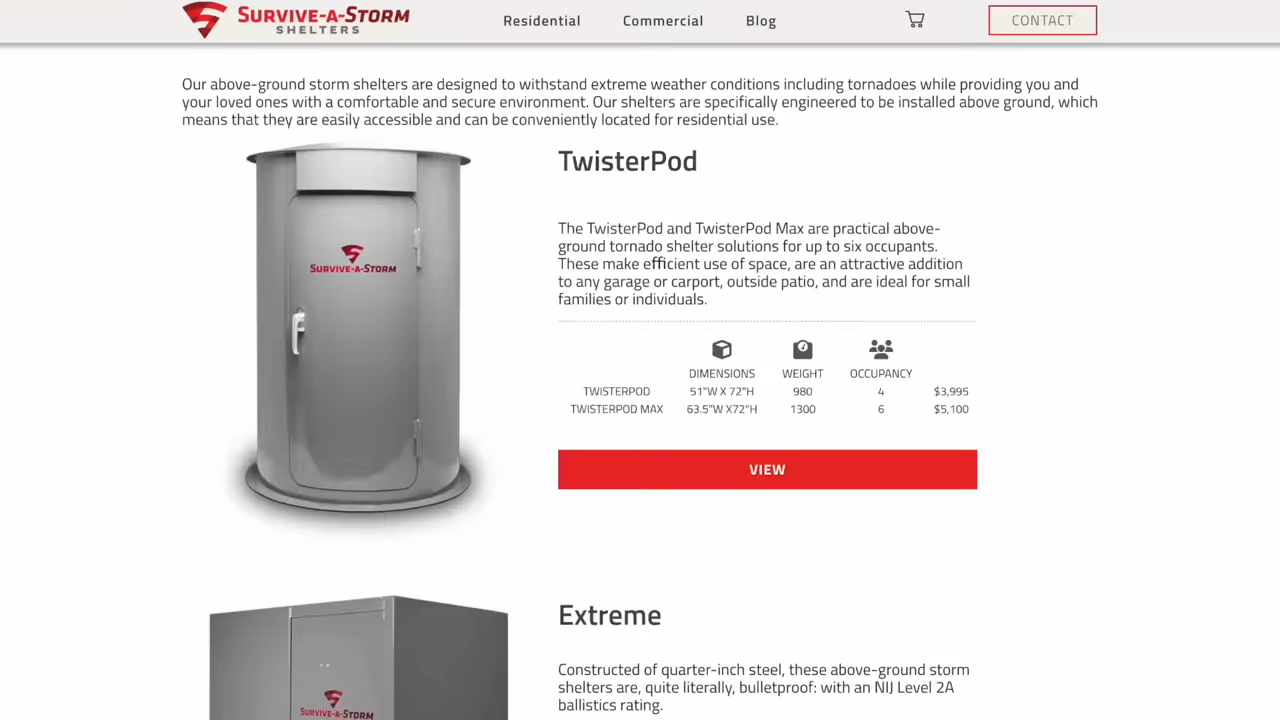 SURVIVE-A-STORM
SHELTERS
Residential
Commercial
Blog
CONTACT
Our above-ground storm shelters are designed to withstand extreme weather conditions including tornadoes while providing you and
your loved ones with a comfortable and secure environment. Our shelters are specifically engineered to be installed above ground, which
means that they are easily accessible and can be conveniently located for residential use.
SURVIVE-A-STORM
TwisterPod
The TwisterPod and TwisterPod Max are practical above-
ground tornado shelter solutions for up to six occupants.
These make efficient use of space, are an attractive addition
to any garage or carport, outside patio, and are ideal for small
families or individuals.
DIMENSIONS WEIGHT OCCUPANCY
TWISTERPOD 51"W X 72"H 980 4 $3,995
TWISTERPOD MAX 63.5"W X72"H 1300 6 $5,100
VIEW
SURVIVE-A-STORM
Extreme
Constructed of quarter-inch steel, these above-ground storm
shelters are, quite literally, bulletproof: with an NIJ Level 2A
ballistics rating.